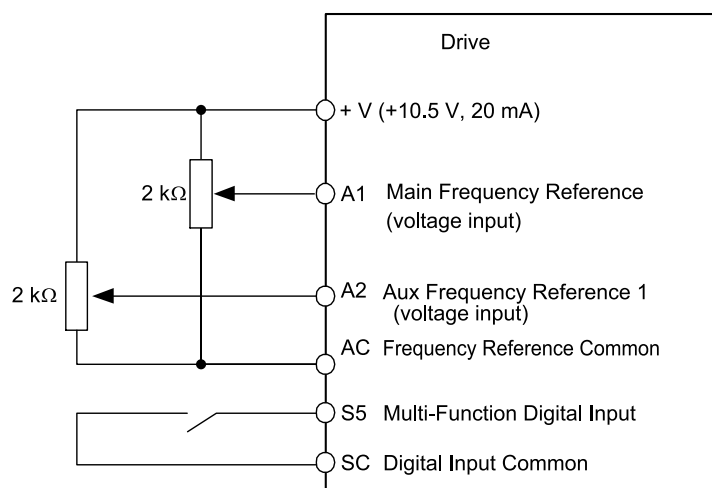 Drive
+ V (+10.5 V, 20 mA)
2 kΩ
A1 Main Frequency Reference
(voltage input)
2 kΩ
A2 Aux Frequency Reference 1
(voltage input)
AC Frequency Reference Common
S5 Multi-Function Digital Input
SC Digital Input Common